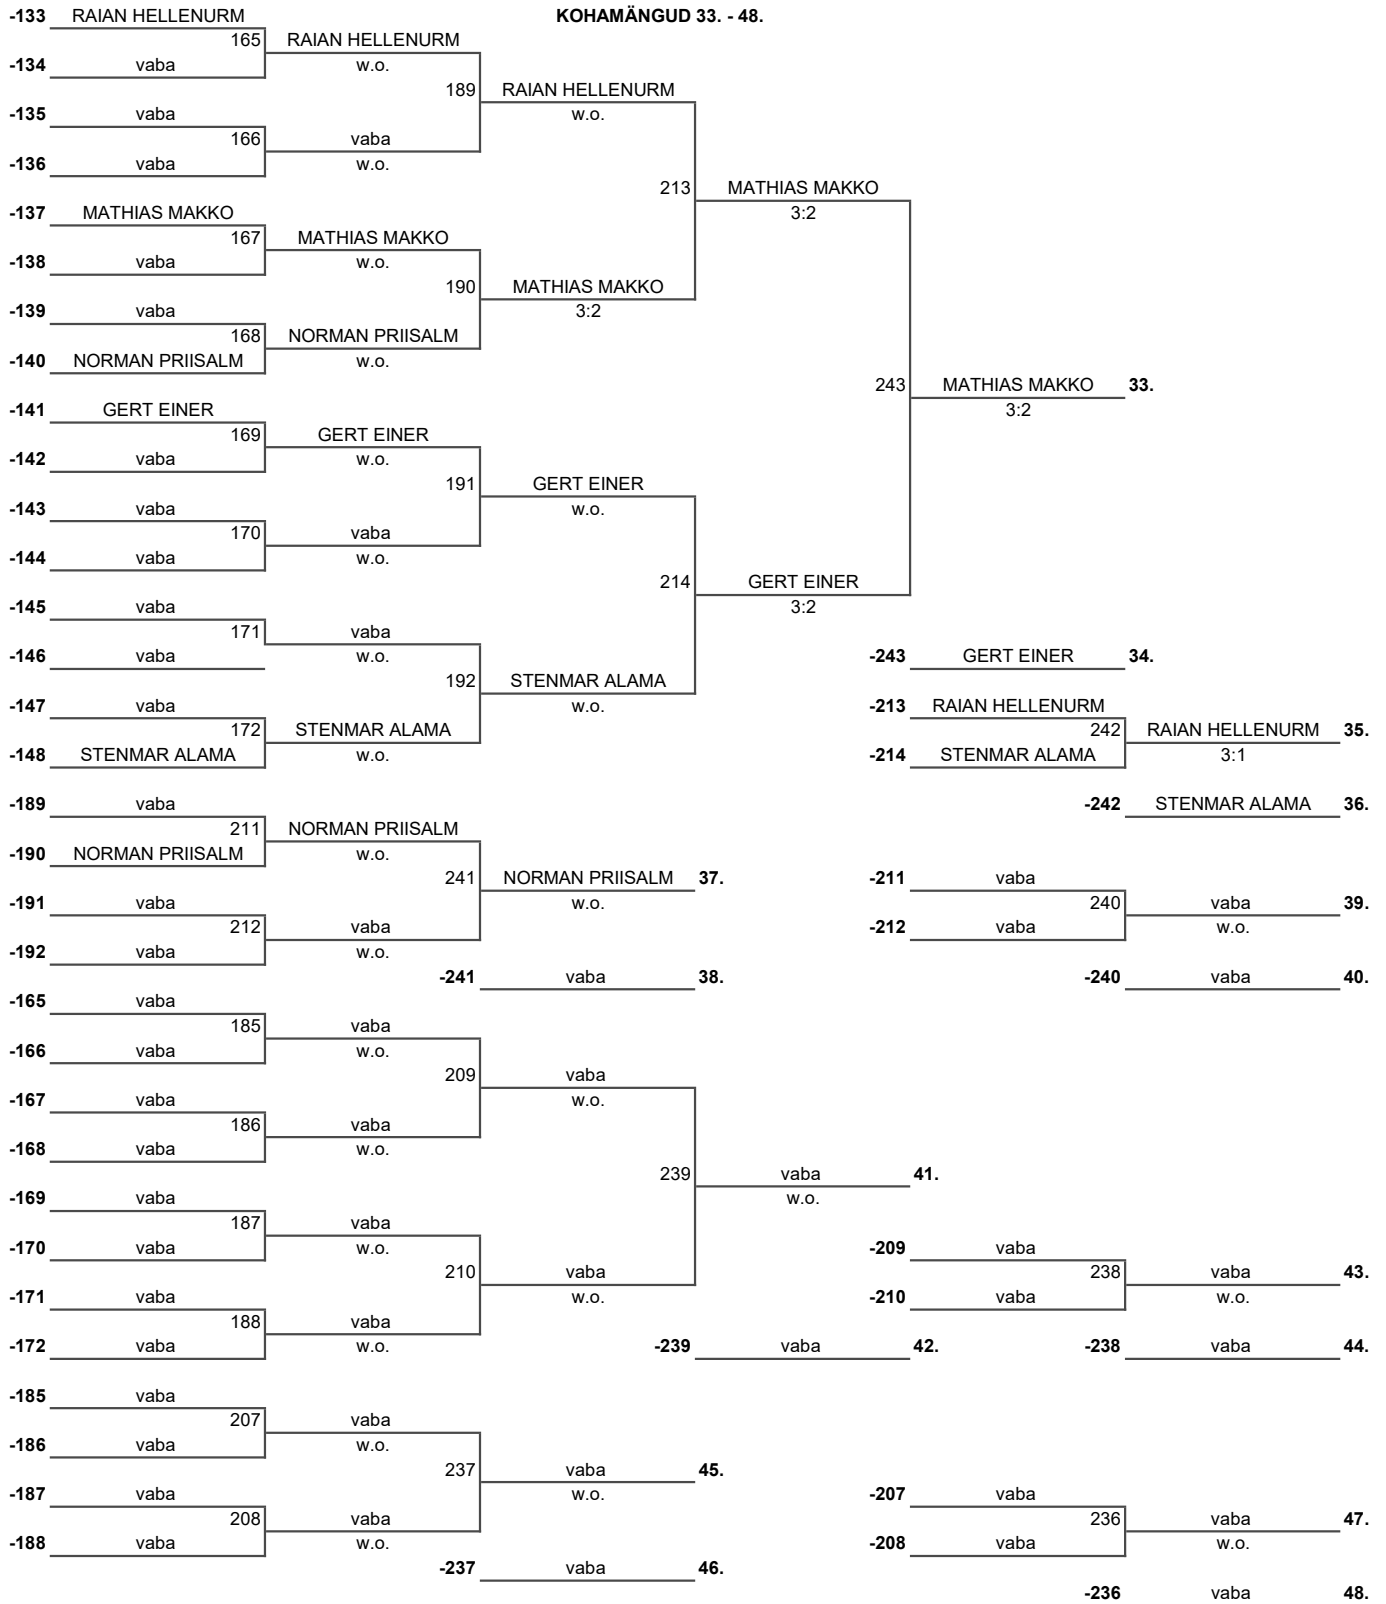 -133 RAIAN HELLENURM KOHAMÄNGUD 33. - 48.
165 RAIAN HELLENURM
-134 vaba w.o.
189 RAIAN HELLENURM
-135 vaba w.o.
166 vaba
-136 vaba w.o.
213 MATHIAS MAKKO
-137 MATHIAS MAKKO 3:2
167 MATHIAS MAKKO
-138 vaba w.o.
190 MATHIAS MAKKO
-139 vaba 3:2
168 NORMAN PRIISALM
-140 NORMAN PRIISALM w.o.
243 MATHIAS MAKKO 33.
-141 GERT EINER 3:2
169 GERT EINER
-142 vaba w.o.
191 GERT EINER
-143 vaba w.o.
170 vaba
-144 vaba w.o.
214 GERT EINER
-145 vaba 3:2
171 vaba
-146 vaba w.o. -243 GERT EINER 34.
192 STENMAR ALAMA
-147 vaba w.o. -213 RAIAN HELLENURM
172 STENMAR ALAMA 242 RAIAN HELLENURM 35.
-148 STENMAR ALAMA w.o. -214 STENMAR ALAMA 3:1
-189 vaba -242 STENMAR ALAMA 36.
211 NORMAN PRIISALM
-190 NORMAN PRIISALM w.o.
241 NORMAN PRIISALM 37. -211 vaba
-191 vaba w.o. 240 vaba 39.
212 vaba -212 vaba w.o.
-192 vaba w.o.
-241 vaba 38. -240 vaba 40.
-165 vaba
185 vaba
-166 vaba w.o.
209 vaba
-167 vaba w.o.
186 vaba
-168 vaba w.o.
239 vaba 41.
-169 vaba w.o.
187 vaba
-170 vaba w.o. -209 vaba
210 vaba 238 vaba 43.
-171 vaba w.o. -210 vaba w.o.
188 vaba
-172 vaba w.o. -239 vaba 42. -238 vaba 44.
-185 vaba
207 vaba
-186 vaba w.o.
237 vaba 45.
-187 vaba w.o. -207 vaba
208 vaba 236 vaba 47.
-188 vaba w.o. -208 vaba w.o.
-237 vaba 46.
-236 vaba 48.